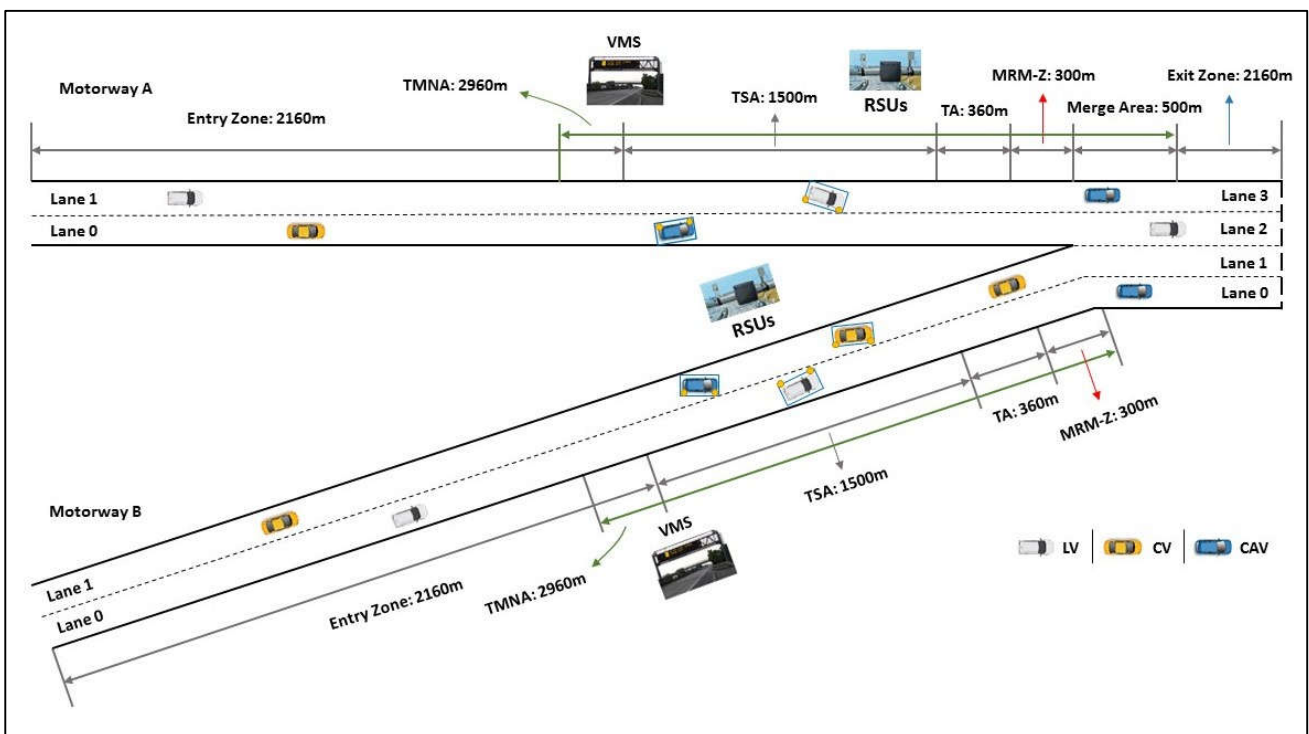 VMS
Motorway A
TMNA: 2960m
MRM-Z: 300m
Exit Zone: 2160m
TSA: 1500m
RSUs
TA: 360m
Merge Area: 500m
Entry Zone: 2160m
Lane 1
Lane 3
Lane 0
Lane 2
Lane 1
Lane 0
RSUs
TA: 360m
MRM-Z: 300m
TSA: 1500m
Motorway B
VMS
LV
CV
CAV
TMNA: 2960m
Entry Zone: 2160m
Lane 1
Lane 0